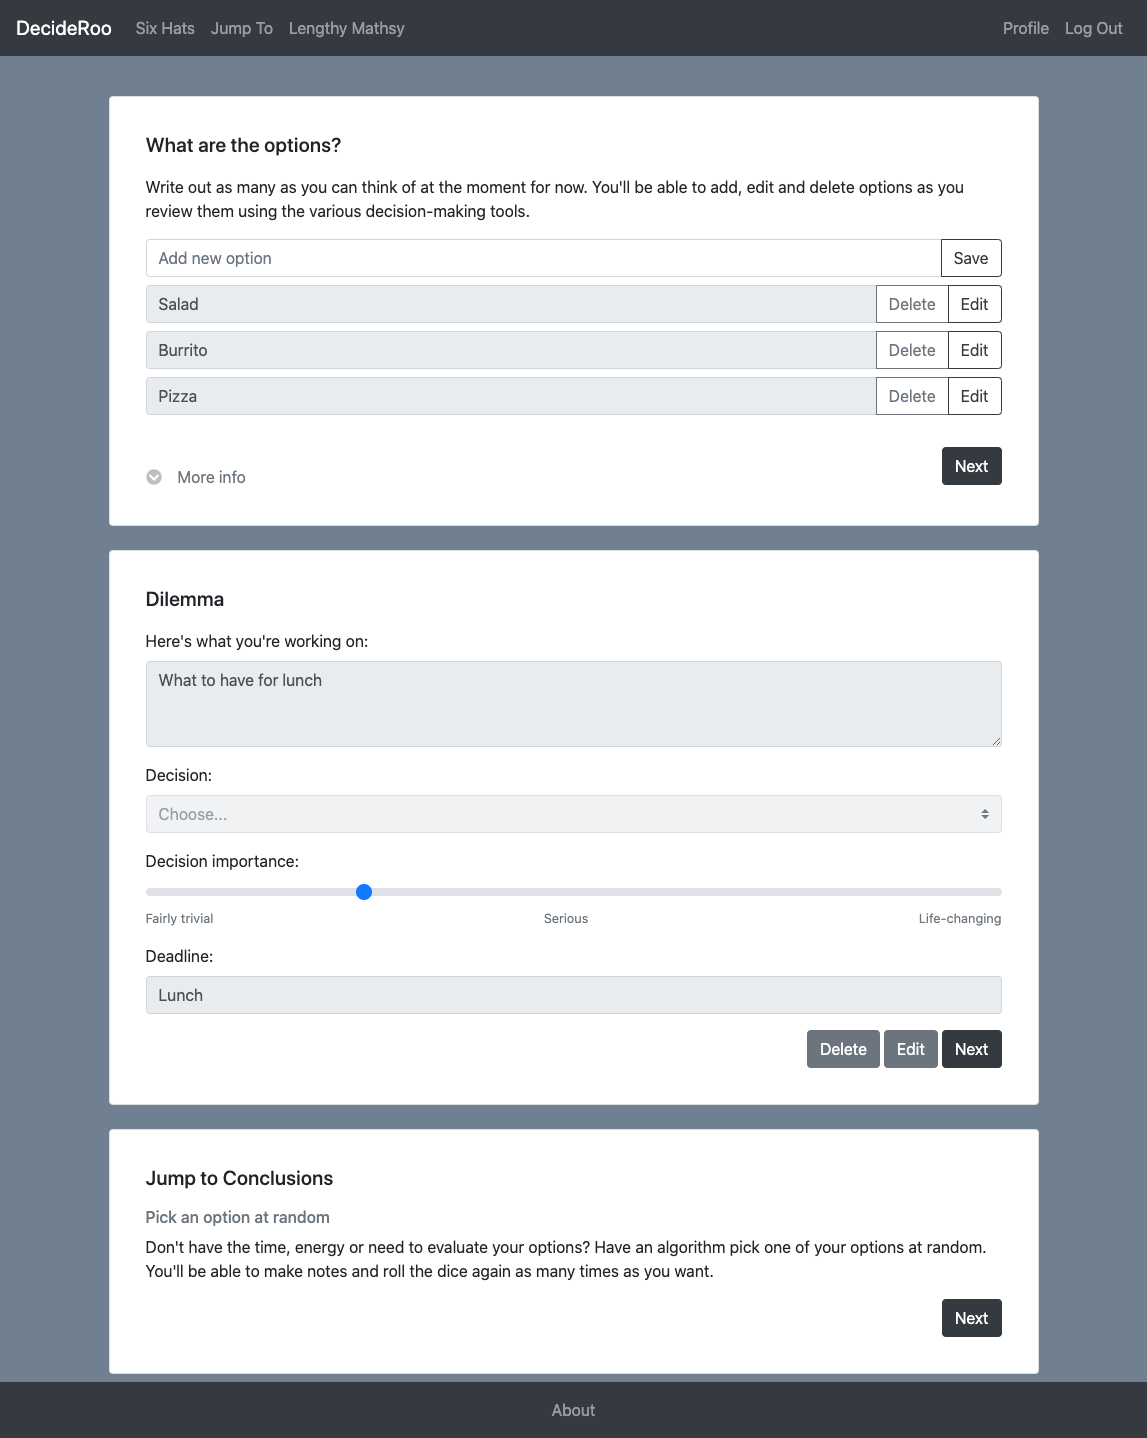 DecideRoo Six Hats Jump To Lengthy Mathsy Profile Log Out
What are the options?
Write out as many as you can think of at the moment for now. You'll be able to add, edit and delete options as you
review them using the various decision-making tools.
Add new option Save
Salad Delete Edit
Burrito Delete Edit
Pizza Delete Edit
More info Next
Dilemma
Here's what you're working on:
What to have for lunch
Decision:
Choose...
Decision importance:
Fairly trivial Serious Life-changing
Deadline:
Lunch
Delete Edit Next
Jump to Conclusions
Pick an option at random
Don't have the time, energy or need to evaluate your options? Have an algorithm pick one of your options at random.
You'll be able to make notes and roll the dice again as many times as you want.
Next
About